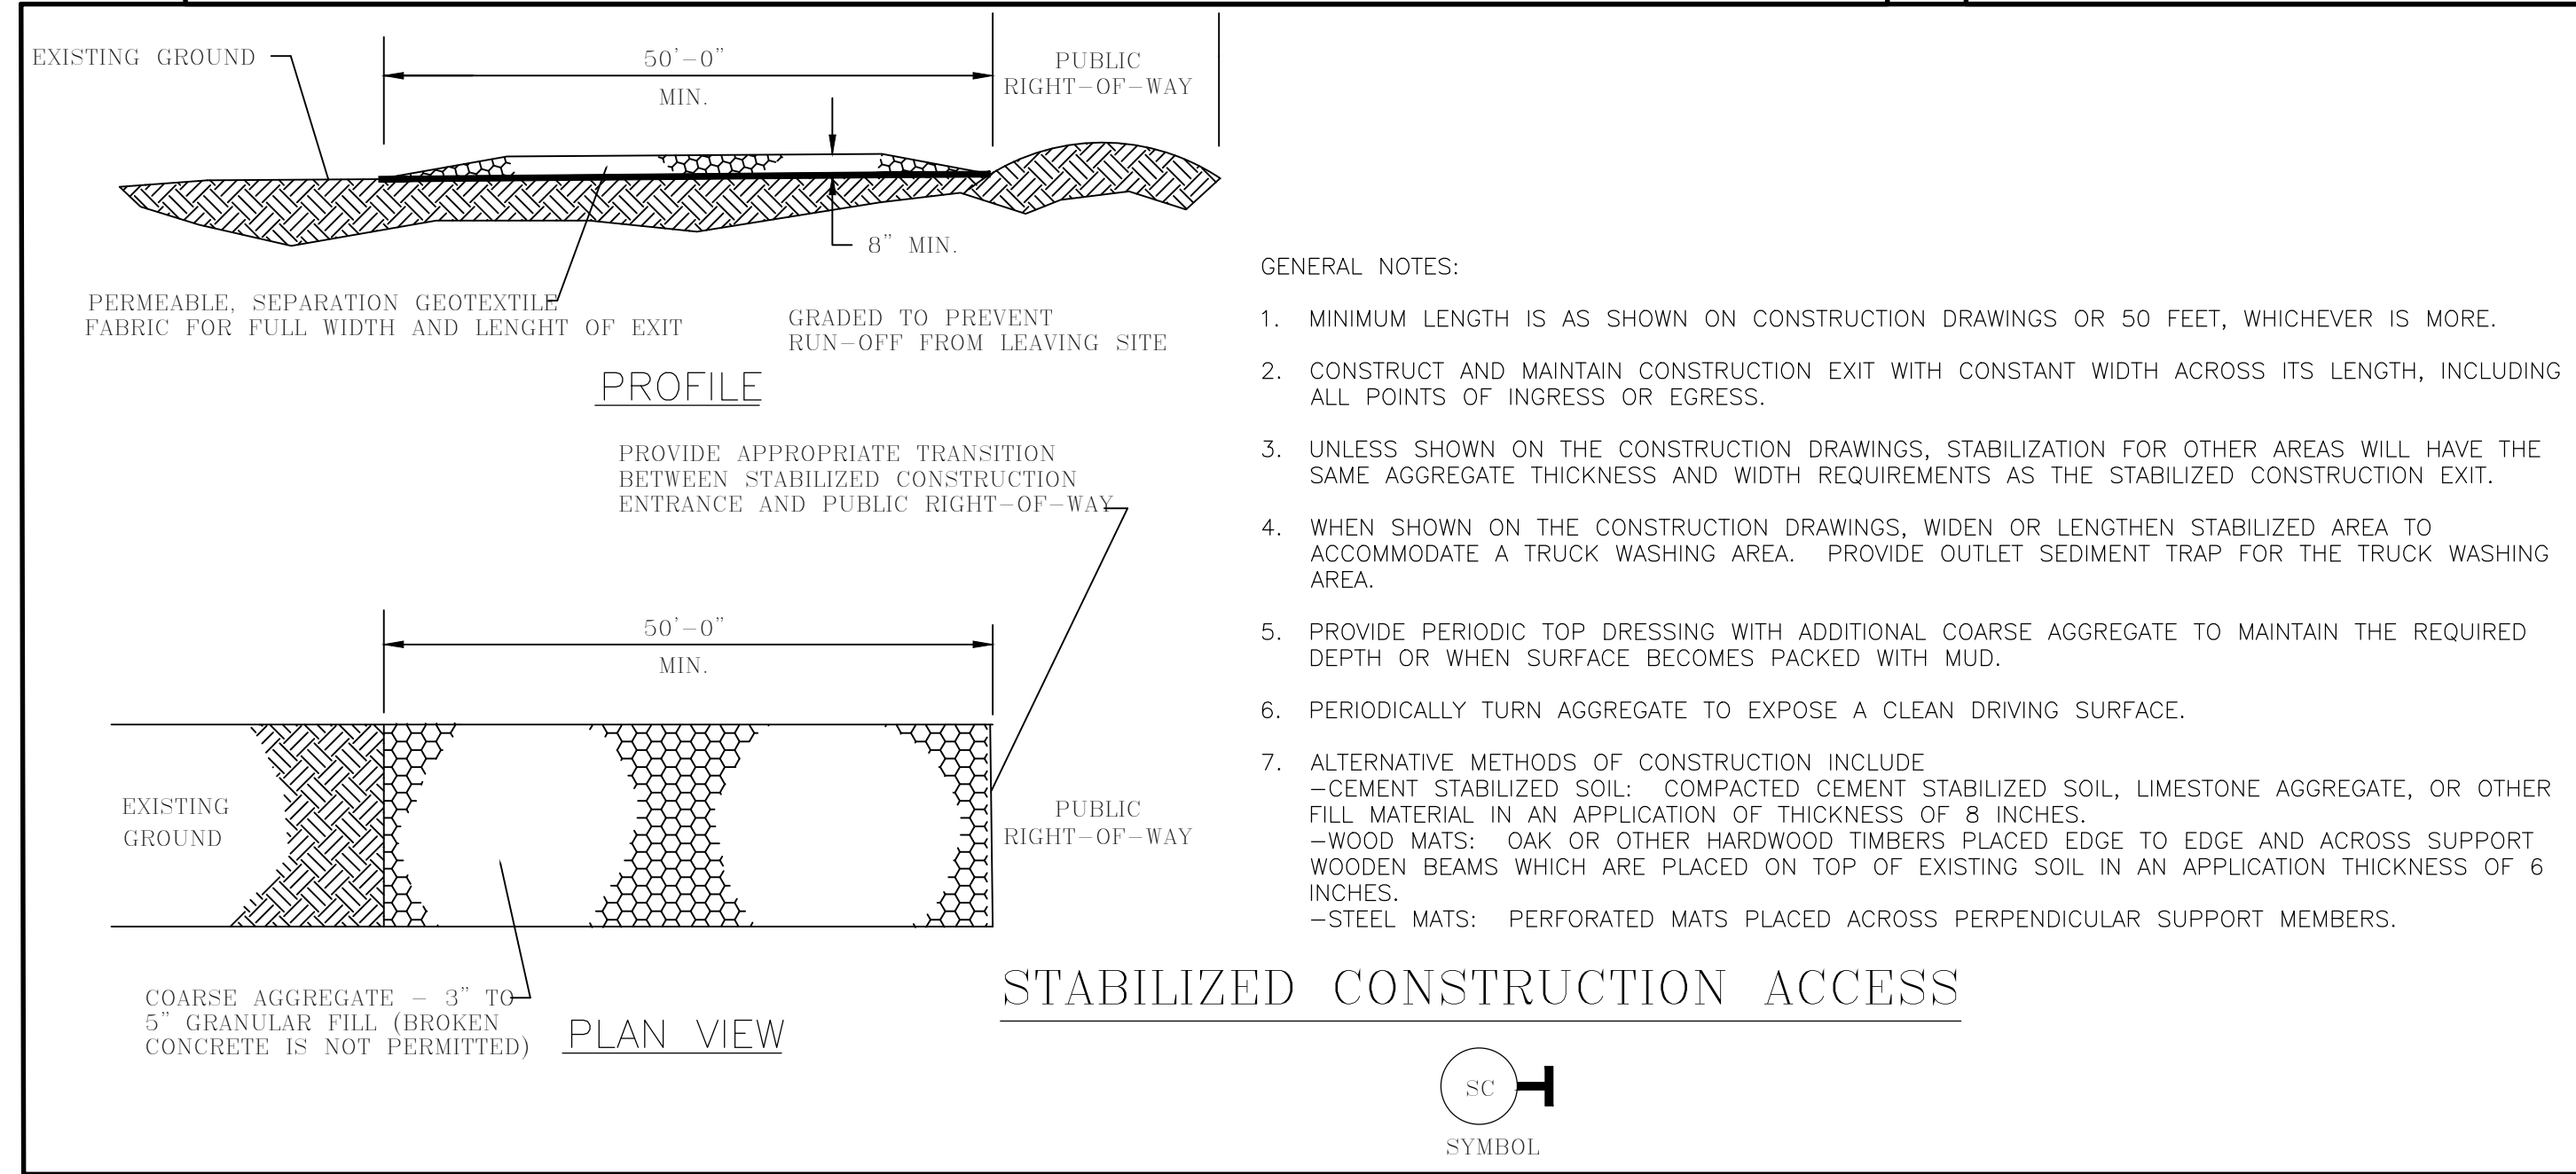 EXISTING GROUND
50'-0"
MIN.
PUBLIC
RIGHT-OF-WAY
8" MIN.
PERMEABLE, SEPARATION GEOTEXTILE
FABRIC FOR FULL WIDTH AND LENGHT OF EXIT
GRADED TO PREVENT
RUN-OFF FROM LEAVING SITE
PROFILE
PROVIDE APPROPRIATE TRANSITION
BETWEEN STABILIZED CONSTRUCTION
ENTRANCE AND PUBLIC RIGHT-OF-WAY
50'-0"
MIN.
EXISTING
GROUND
PUBLIC
RIGHT-OF-WAY
COARSE AGGREGATE - 3" TO
5" GRANULAR FILL (BROKEN
CONCRETE IS NOT PERMITTED)
PLAN VIEW
GENERAL NOTES:
1. MINIMUM LENGTH IS AS SHOWN ON CONSTRUCTION DRAWINGS OR 50 FEET, WHICHEVER IS MORE.
2. CONSTRUCT AND MAINTAIN CONSTRUCTION EXIT WITH CONSTANT WIDTH ACROSS ITS LENGTH, INCLUDING
ALL POINTS OF INGRESS OR EGRESS.
3. UNLESS SHOWN ON THE CONSTRUCTION DRAWINGS, STABILIZATION FOR OTHER AREAS WILL HAVE THE
SAME AGGREGATE THICKNESS AND WIDTH REQUIREMENTS AS THE STABILIZED CONSTRUCTION EXIT.
4. WHEN SHOWN ON THE CONSTRUCTION DRAWINGS, WIDEN OR LENGTHEN STABILIZED AREA TO
ACCOMMODATE A TRUCK WASHING AREA. PROVIDE OUTLET SEDIMENT TRAP FOR THE TRUCK WASHING
AREA.
5. PROVIDE PERIODIC TOP DRESSING WITH ADDITIONAL COARSE AGGREGATE TO MAINTAIN THE REQUIRED
DEPTH OR WHEN SURFACE BECOMES PACKED WITH MUD.
6. PERIODICALLY TURN AGGREGATE TO EXPOSE A CLEAN DRIVING SURFACE.
7. ALTERNATIVE METHODS OF CONSTRUCTION INCLUDE
-CEMENT STABILIZED SOIL: COMPACTED CEMENT STABILIZED SOIL, LIMESTONE AGGREGATE, OR OTHER
FILL MATERIAL IN AN APPLICATION OF THICKNESS OF 8 INCHES.
-WOOD MATS: OAK OR OTHER HARDWOOD TIMBERS PLACED EDGE TO EDGE AND ACROSS SUPPORT
WOODEN BEAMS WHICH ARE PLACED ON TOP OF EXISTING SOIL IN AN APPLICATION THICKNESS OF 6
INCHES.
-STEEL MATS: PERFORATED MATS PLACED ACROSS PERPENDICULAR SUPPORT MEMBERS.
STABILIZED CONSTRUCTION ACCESS
SC
SYMBOL